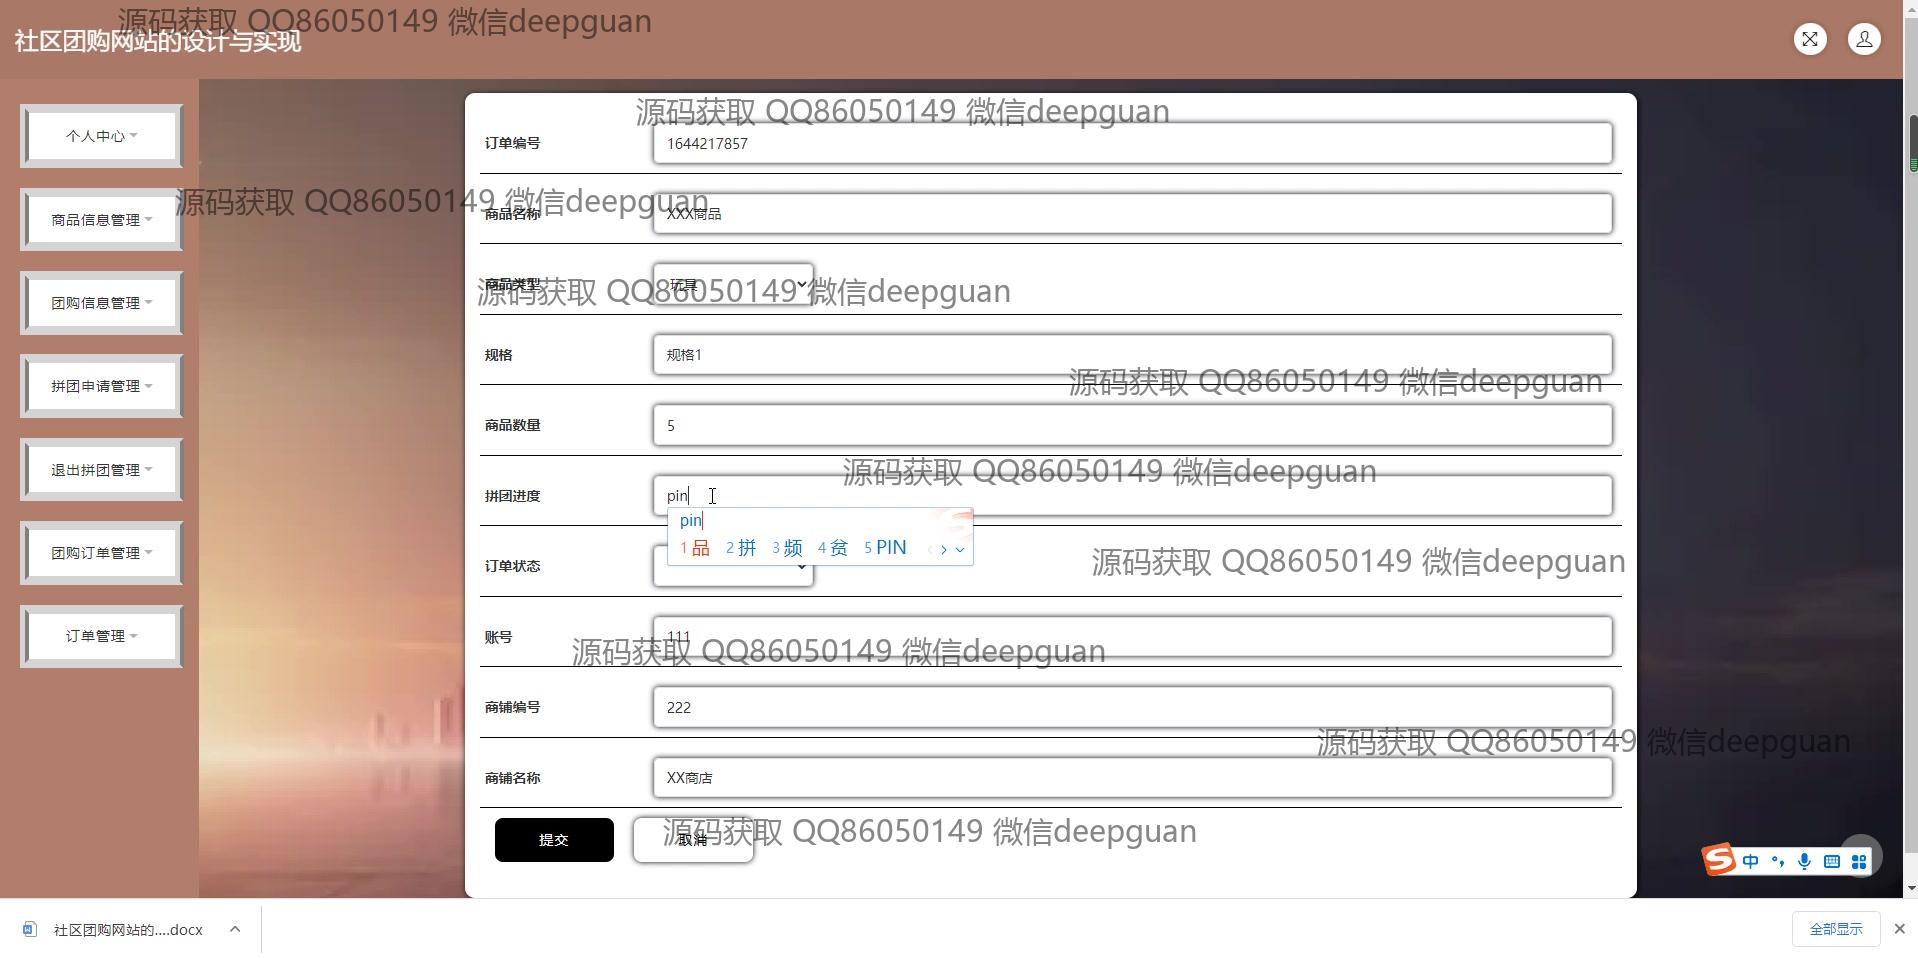 源码获取 QQ86050149 微信deepguan
社区团购网站的设计与实现
个人中心
商品信息管理
团购信息管理
拼团申请管理
退出拼团管理
团购订单管理
订单管理
源码获取 QQ86050149 微信deepguan
订单编号 1644217857
源码获取 QQ86050149 微信deepguan
商品名称 XXX商品
商品类型 玩具
源码获取 QQ86050149 微信deepguan
规格 规格1
源码获取 QQ86050149 微信deepguan
商品数量 5
源码获取 QQ86050149 微信deepguan
拼团进度 pin
pin
1 品 2 拼 3 频 4 贫 5 PIN
订单状态
源码获取 QQ86050149 微信deepguan
账号 111
源码获取 QQ86050149 微信deepguan
商铺编号 222
源码获取 QQ86050149 微信deepguan
商铺名称 XX商店
提交 取消
源码获取 QQ86050149 微信deepguan
S 中
社区团购网站的....docx
全部显示